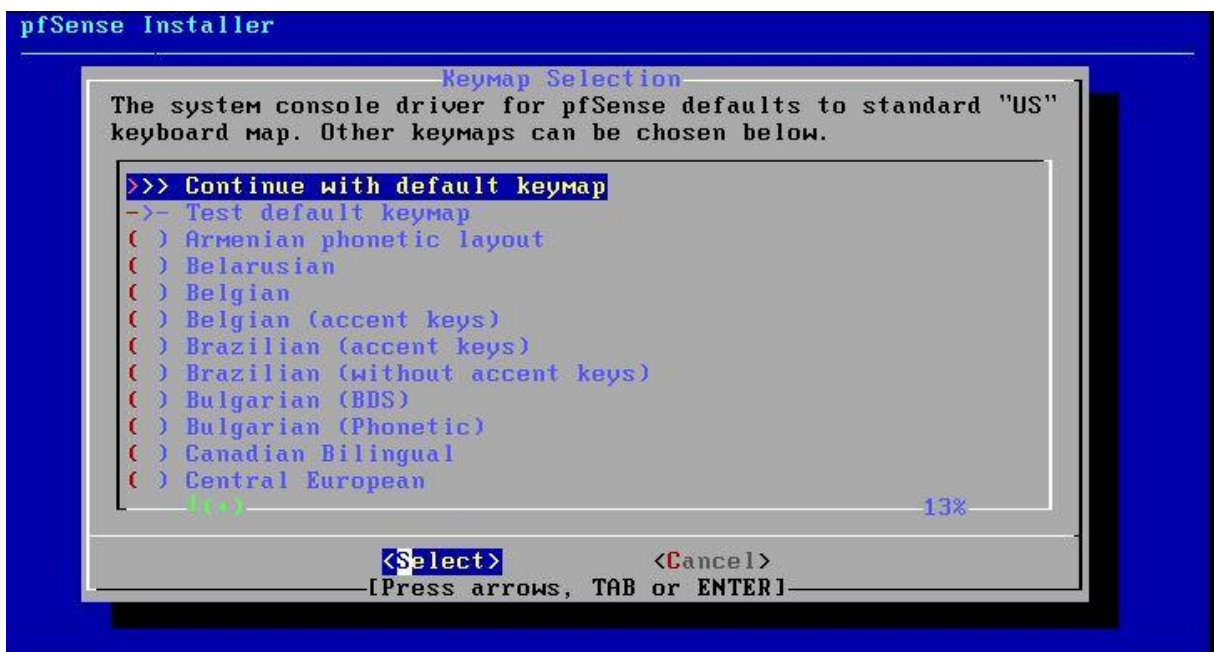 pfSense Installer
Keymap Selection
The system console driver for pfSense defaults to standard "US"
keyboard map. Other keymaps can be chosen below.
>>> Continue with default keymap
->- Test default keymap
( ) Armenian phonetic layout
( ) Belarusian
( ) Belgian
( ) Belgian (accent keys)
( ) Brazilian (accent keys)
( ) Brazilian (without accent keys)
( ) Bulgarian (BDS)
( ) Bulgarian (Phonetic)
( ) Canadian Bilingual
( ) Central European
↓(+) 13%
<Select> <Cancel>
[Press arrows, TAB or ENTER]